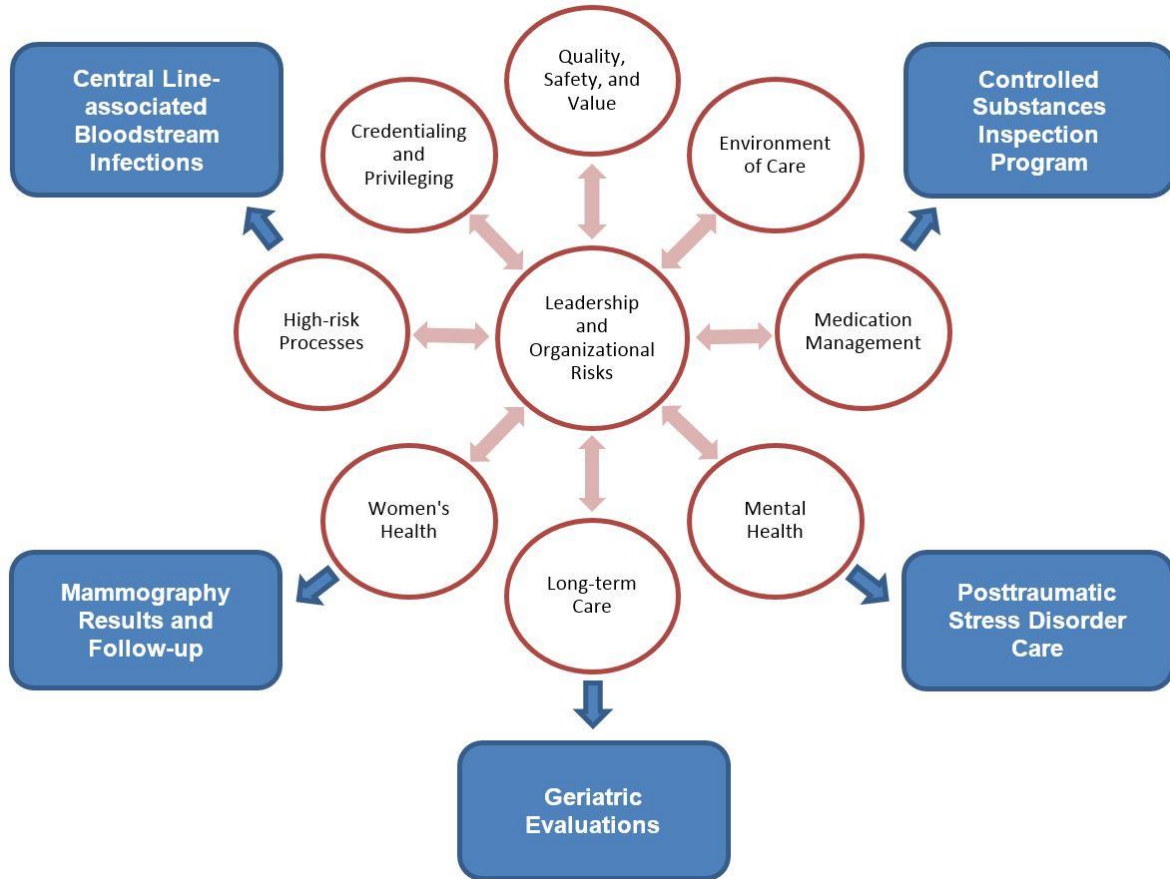 Quality,
Safety, and
Value
Central Line-
associated
Bloodstream
Infections
Controlled
Substances
Inspection
Program
Credentialing
and
Privileging
Environment
of Care
High-risk
Processes
Leadership
and
Organizational
Risks
Medication
Management
Women's
Health
Mental
Health
Long-term
Care
Mammography
Results and
Follow-up
Posttraumatic
Stress Disorder
Care
Geriatric
Evaluations